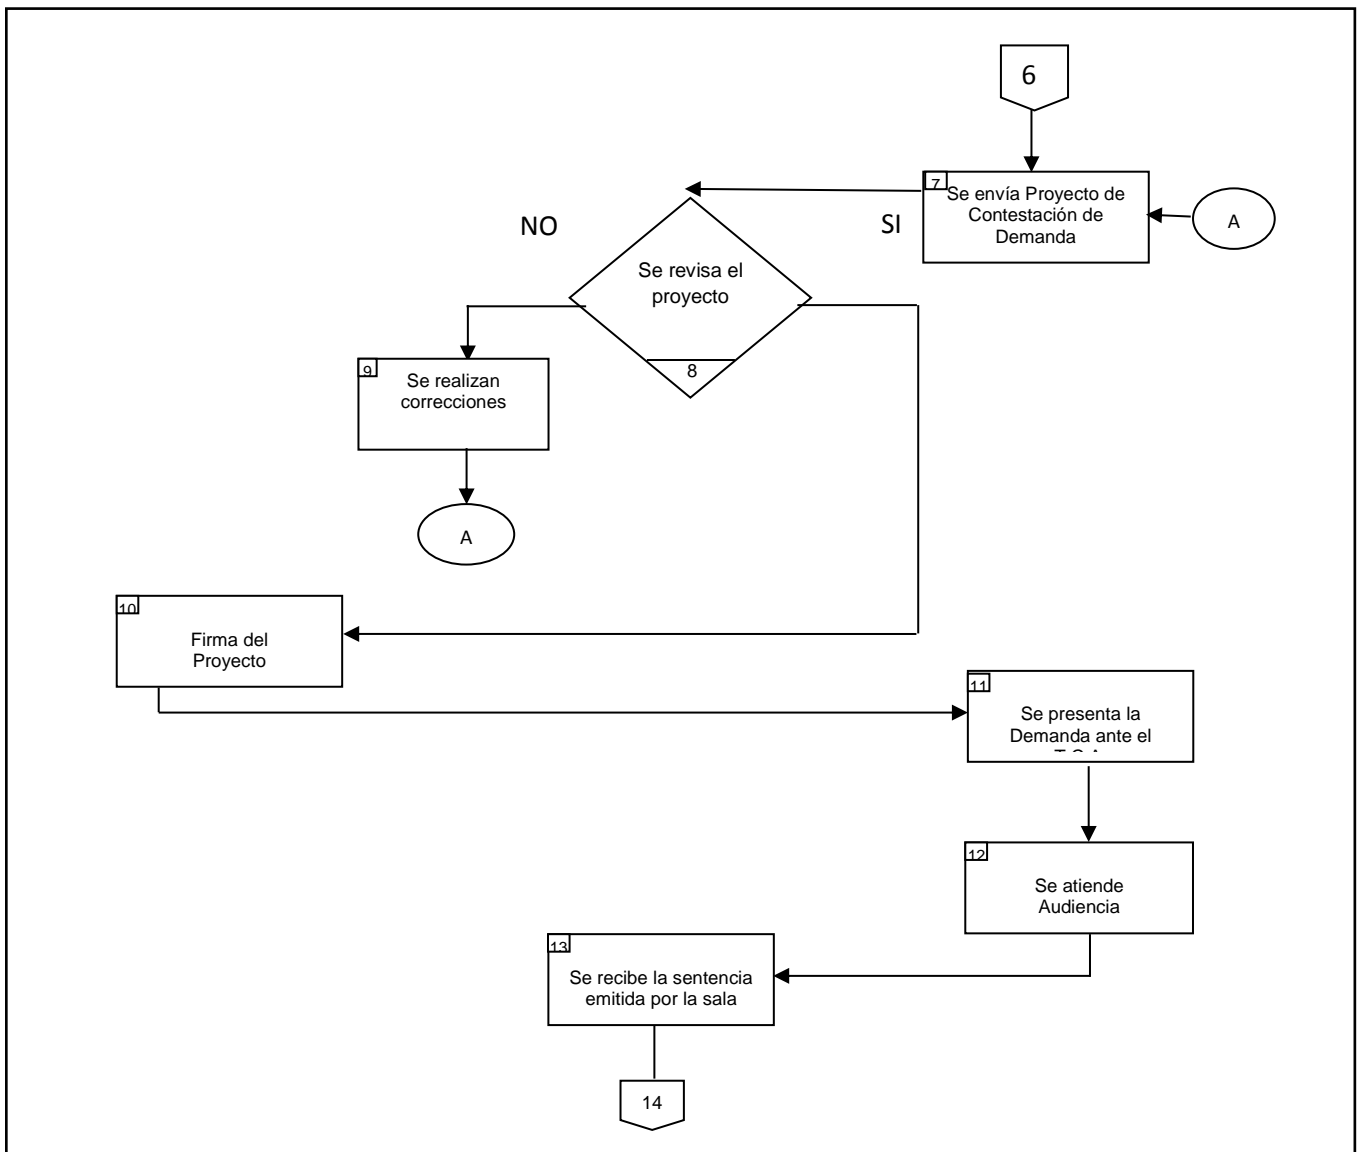 6
7
Se envía Proyecto de
Contestación de
Demanda
A
NO
SI
Se revisa el
proyecto
8
9
Se realizan
correcciones
A
10
Firma del
Proyecto
11
Se presenta la
Demanda ante el
12
Se atiende
Audiencia
13
Se recibe la sentencia
emitida por la sala
14